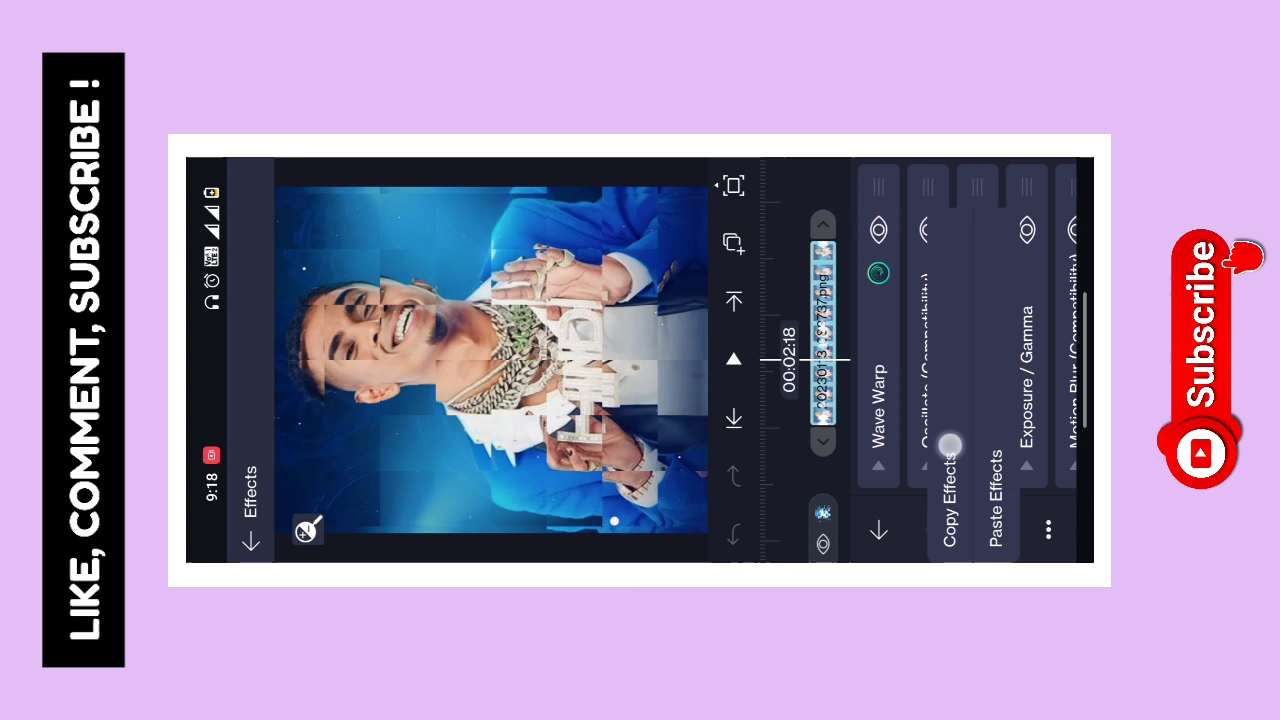 LIKE, COMMENT, SUBSCRIBE !
9:18
Effects
00:02:18
Wave Warp
Exposure / Gamma
Copy Effects
Paste Effects
Subscribe